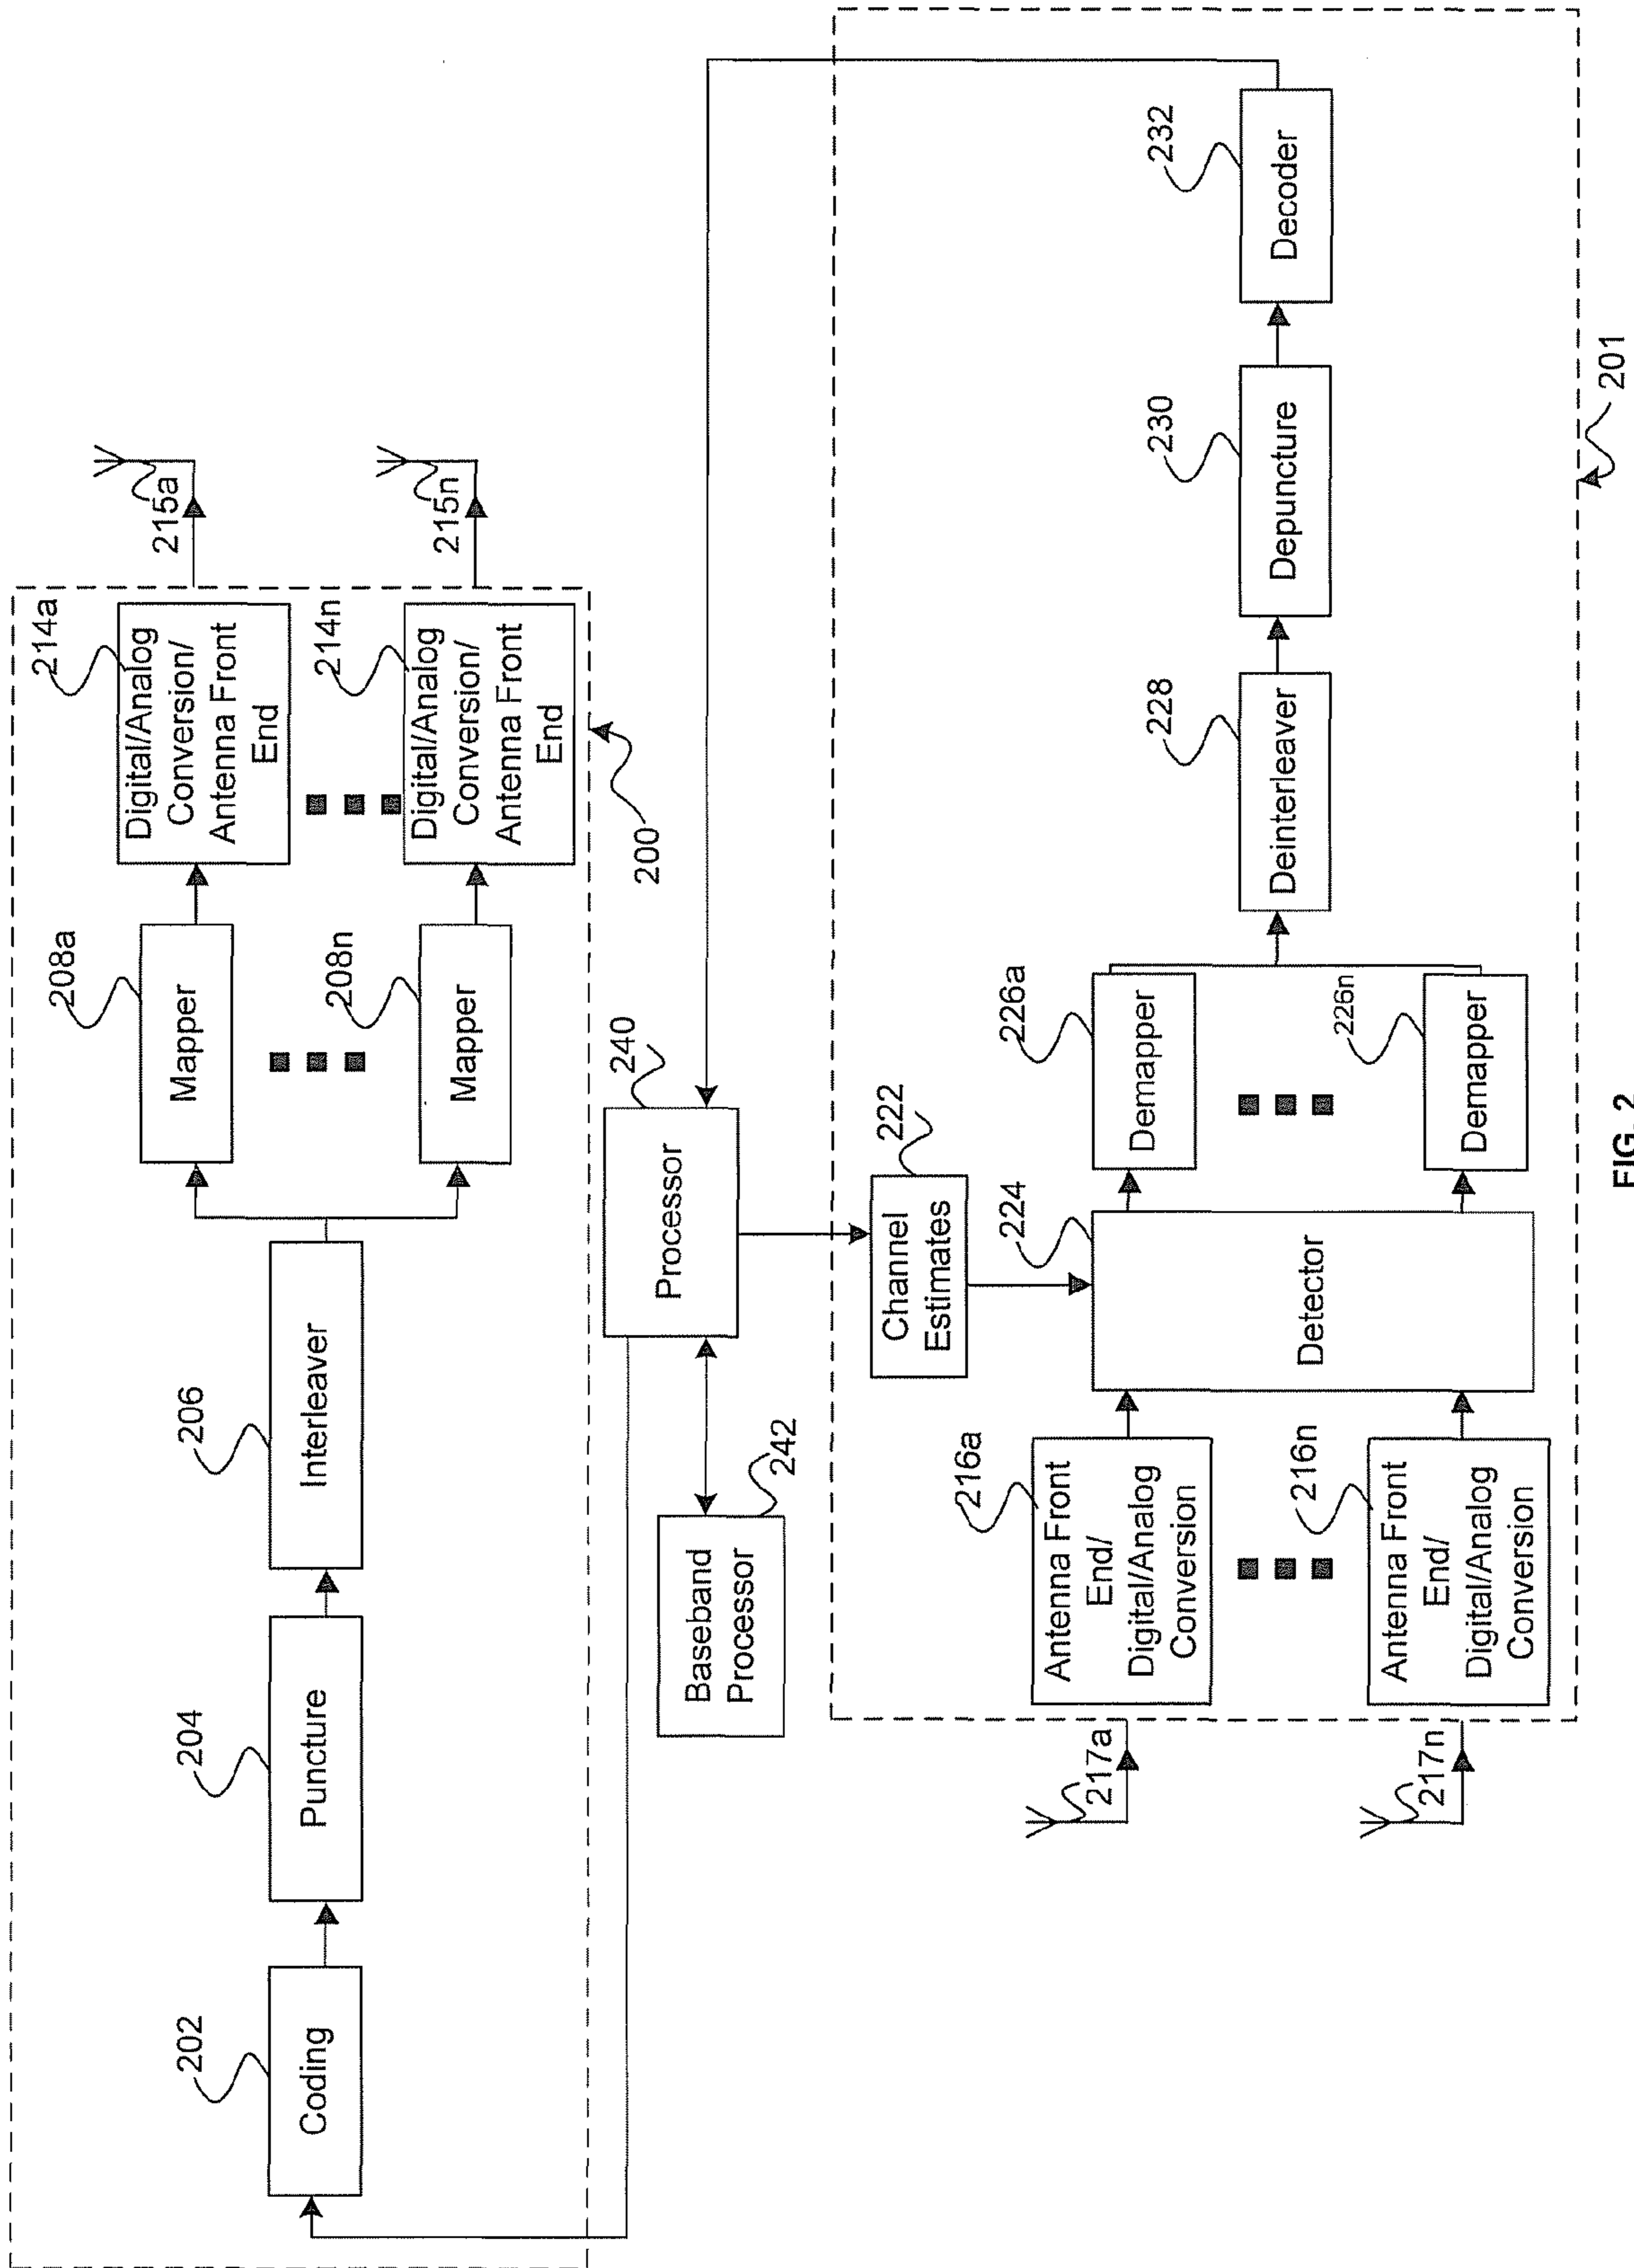 202
Coding
204
Puncture
206
Interleaver
208a
Mapper
208n
Mapper
214a
Digital/Analog
Conversion/
Antenna Front
End
214n
Digital/Analog
Conversion/
Antenna Front
End
215a
215n
200
240
Processor
242
Baseband
Processor
222
Channel
Estimates
217a
217n
216a
Antenna Front
End/
Digital/Analog
Conversion
216n
Antenna Front
End/
Digital/Analog
Conversion
224
Detector
226a
Demapper
226n
Demapper
228
Deinterleaver
230
Depuncture
232
Decoder
201
FIG. 2